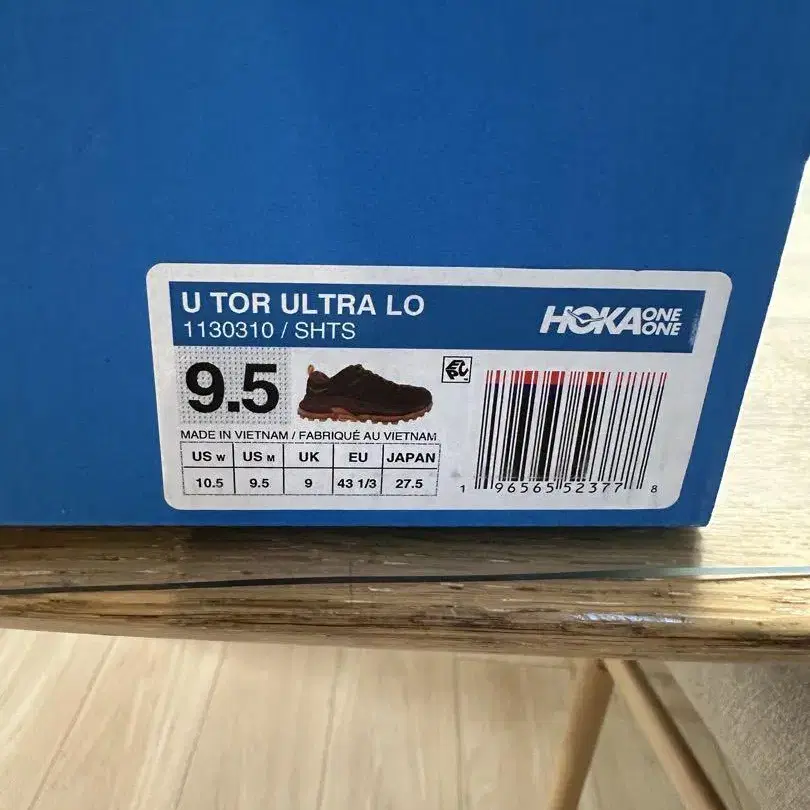 U TOR ULTRA LO
1130310 / SHTS
HOKA ONE ONE
9.5
MADE IN VIETNAM / FABRIQUÉ AU VIETNAM
US W US M UK EU JAPAN
10.5 9.5 9 43 1/3 27.5
1 96565 52377 8